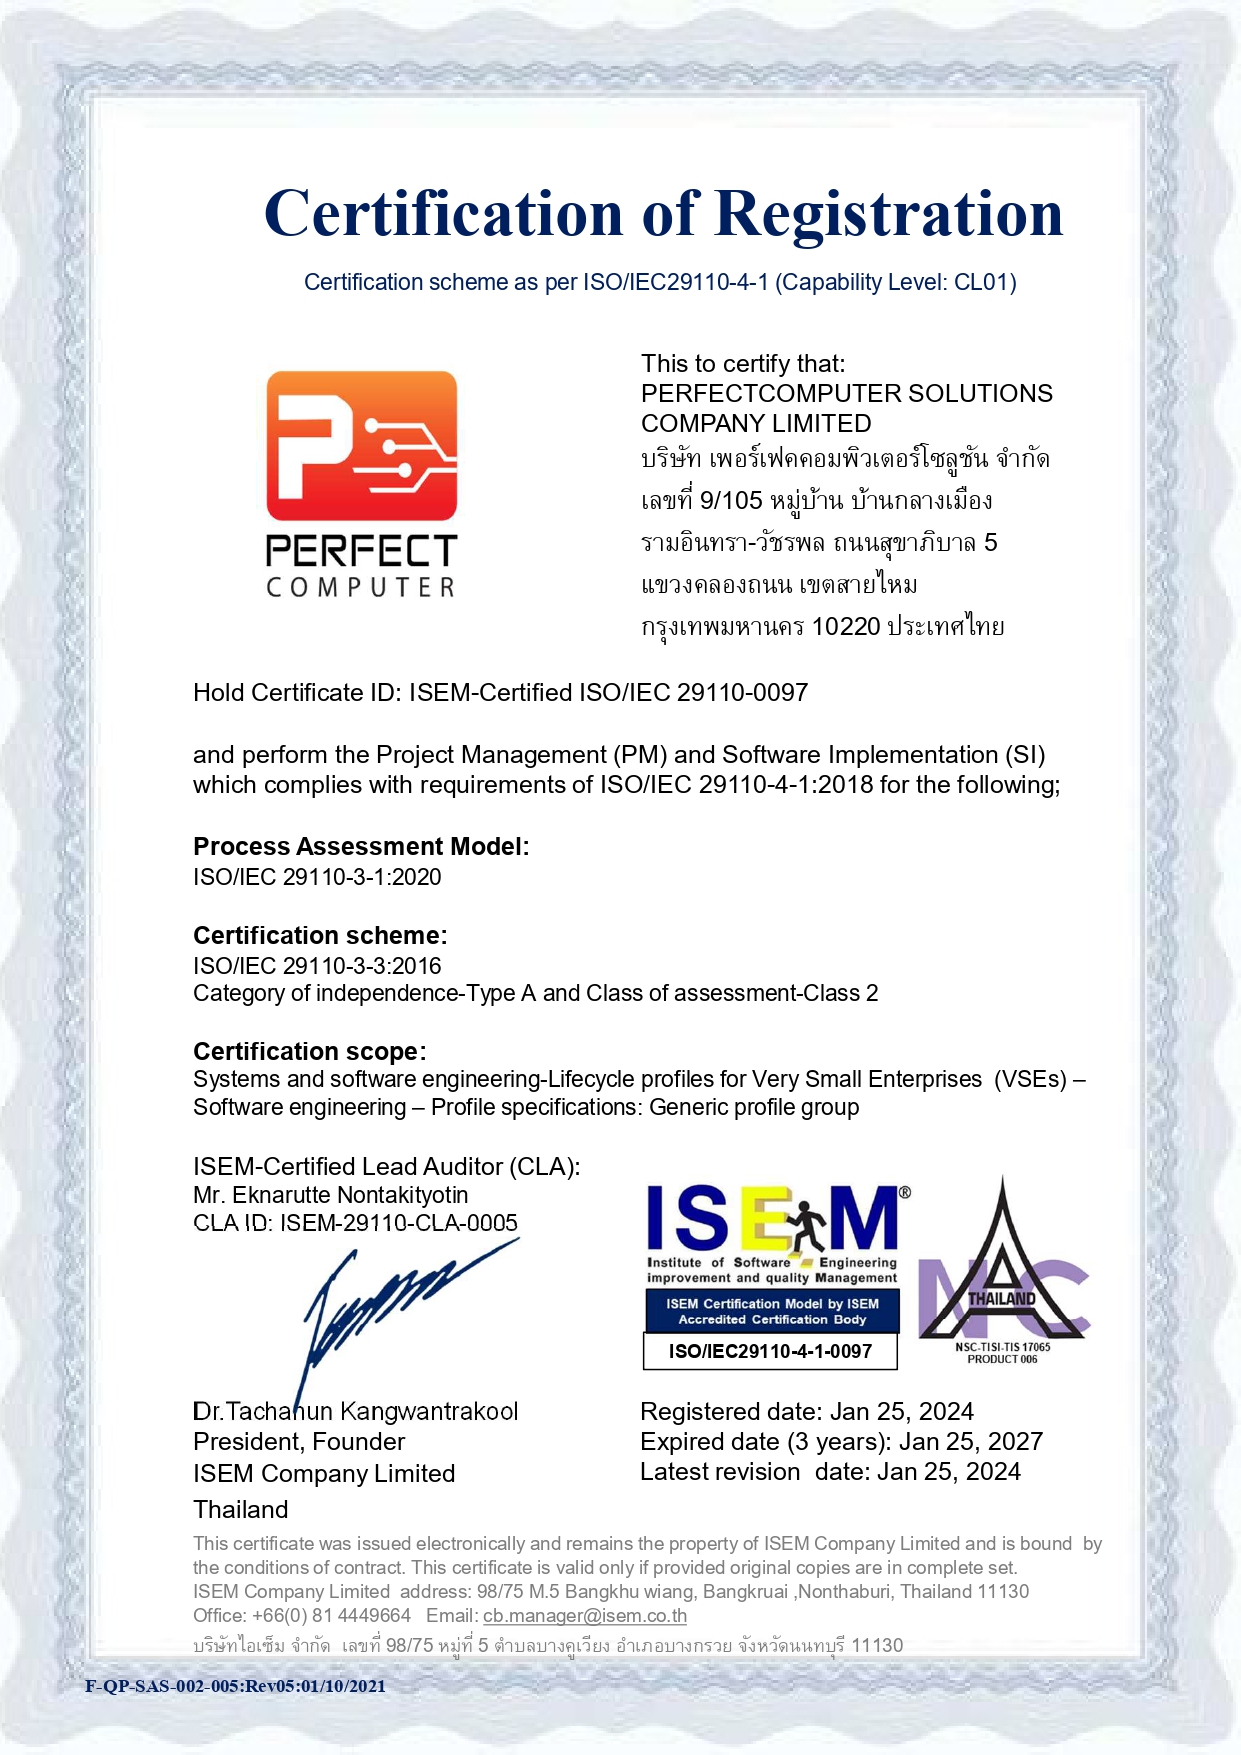 Certification of Registration
Certification scheme as per ISO/IEC29110-4-1 (Capability Level: CL01)
PERFECT
COMPUTER
This to certify that:
PERFECTCOMPUTER SOLUTIONS
COMPANY LIMITED
บริษัท เพอร์เฟคคอมพิวเตอร์โซลูชัน จำกัด
เลขที่ 9/105 หมู่บ้าน บ้านกลางเมือง
รามอินทรา-วัชรพล ถนนสุขาภิบาล 5
แขวงคลองถนน เขตสายไหม
กรุงเทพมหานคร 10220 ประเทศไทย
Hold Certificate ID: ISEM-Certified ISO/IEC 29110-0097
and perform the Project Management (PM) and Software Implementation (SI)
which complies with requirements of ISO/IEC 29110-4-1:2018 for the following;
Process Assessment Model:
ISO/IEC 29110-3-1:2020
Certification scheme:
ISO/IEC 29110-3-3:2016
Category of independence-Type A and Class of assessment-Class 2
Certification scope:
Systems and software engineering-Lifecycle profiles for Very Small Enterprises (VSEs) –
Software engineering – Profile specifications: Generic profile group
ISEM-Certified Lead Auditor (CLA):
Mr. Eknarutte Nontakityotin
CLA ID: ISEM-29110-CLA-0005
ISEM®
Institute of Software Engineering
improvement and quality Management
ISEM Certification Model by ISEM
Accredited Certification Body
ISO/IEC29110-4-1-0097
NC
THAILAND
NSC-TISI-TIS 17065
PRODUCT 006
Dr.Tachanun Kangwantrakool
President, Founder
ISEM Company Limited
Thailand
Registered date: Jan 25, 2024
Expired date (3 years): Jan 25, 2027
Latest revision date: Jan 25, 2024
This certificate was issued electronically and remains the property of ISEM Company Limited and is bound by
the conditions of contract. This certificate is valid only if provided original copies are in complete set.
ISEM Company Limited address: 98/75 M.5 Bangkhu wiang, Bangkruai ,Nonthaburi, Thailand 11130
Office: +66(0) 81 4449664 Email: cb.manager@isem.co.th
บริษัทไอเซ็ม จำกัด เลขที่ 98/75 หมู่ที่ 5 ตำบลบางคูเวียง อำเภอบางกรวย จังหวัดนนทบุรี 11130
F-QP-SAS-002-005:Rev05:01/10/2021